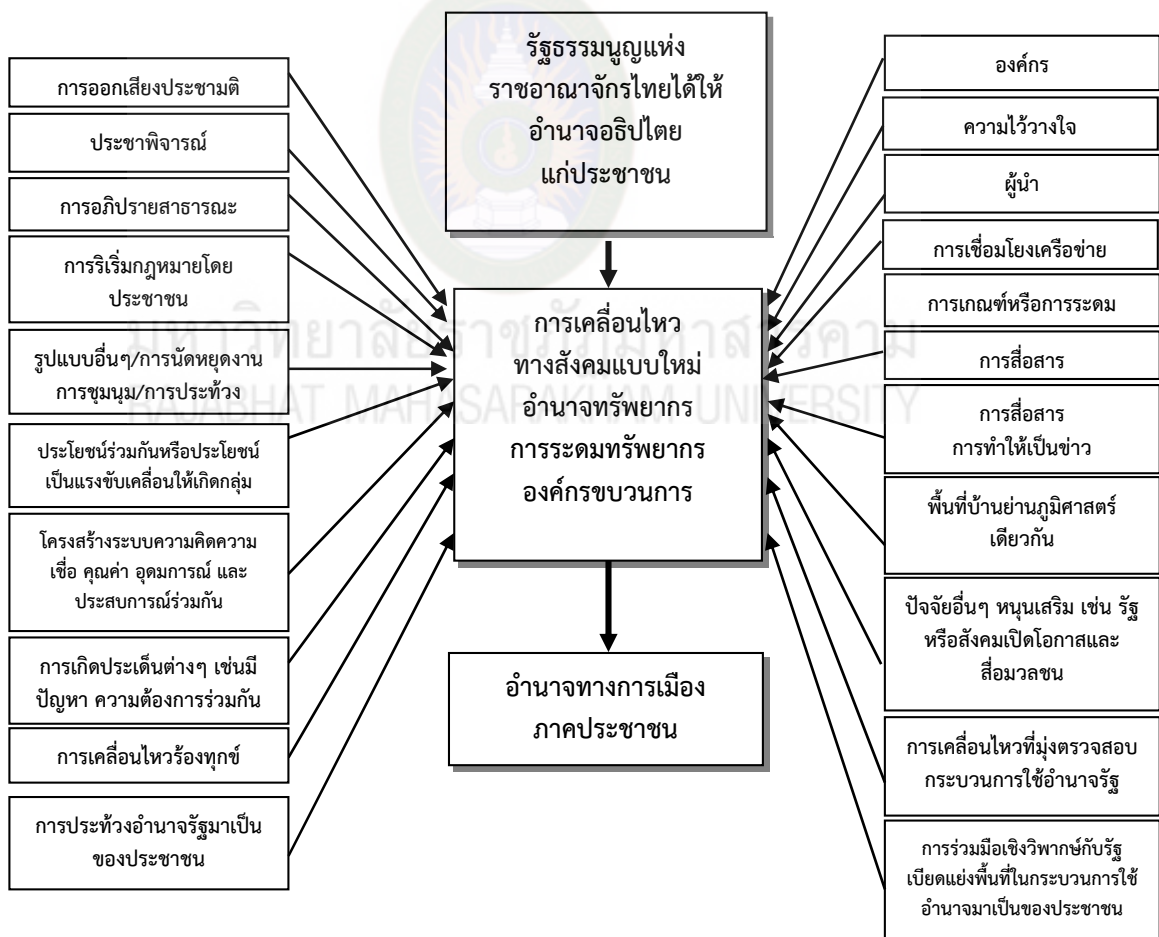 รัฐธรรมนูญแห่ง
ราชอาณาจักรไทยได้ให้
อำนาจอธิปไตย
แก่ประชาชน
การออกเสียงประชามติ
ประชาพิจารณ์
การอภิปรายสาธารณะ
การริเริ่มกฎหมายโดย
ประชาชน
รูปแบบอื่นๆ/การนัดหยุดงาน
การชุมนุม/การประท้วง
ประโยชน์ร่วมกันหรือประโยชน์
เป็นแรงขับเคลื่อนให้เกิดกลุ่ม
โครงสร้างระบบความคิดความ
เชื่อ คุณค่า อุดมการณ์ และ
ประสบการณ์ร่วมกัน
การเกิดประเด็นต่างๆ เช่นมี
ปัญหา ความต้องการร่วมกัน
การเคลื่อนไหวร้องทุกข์
การประท้วงอำนาจรัฐมาเป็น
ของประชาชน
การเคลื่อนไหว
ทางสังคมแบบใหม่
อำนาจทรัพยากร
การระดมทรัพยากร
องค์กรขบวนการ
อำนาจทางการเมือง
ภาคประชาชน
องค์กร
ความไว้วางใจ
ผู้นำ
การเชื่อมโยงเครือข่าย
การเกณฑ์หรือการระดม
การสื่อสาร
การสื่อสาร
การทำให้เป็นข่าว
พื้นที่บ้านย่านภูมิศาสตร์
เดียวกัน
ปัจจัยอื่นๆ หนุนเสริม เช่น รัฐ
หรือสังคมเปิดโอกาสและ
สื่อมวลชน
การเคลื่อนไหวที่มุ่งตรวจสอบ
กระบวนการใช้อำนาจรัฐ
การร่วมมือเชิงวิพากษ์กับรัฐ
เบียดแย่งพื้นที่ในกระบวนการใช้
อำนาจมาเป็นของประชาชน
มหาวิทยาลัยราชภัฏมหาสารคาม
RAJABHAT MAHASARAKHAM UNIVERSITY